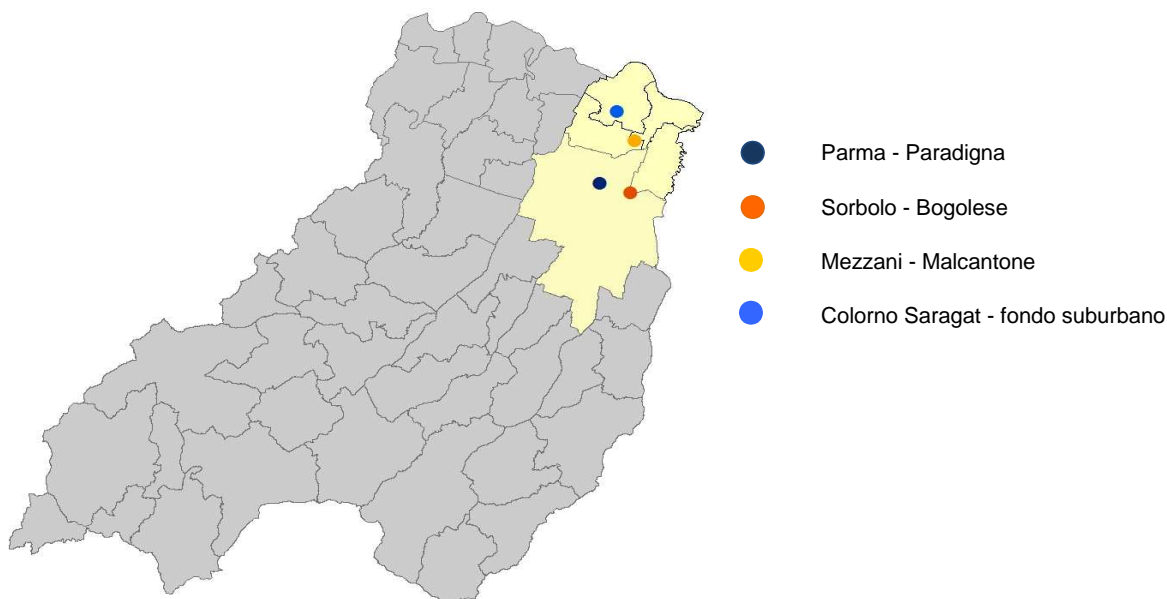 Parma - Paradigna
Sorbolo - Bogolese
Mezzani - Malcantone
Colorno Saragat - fondo suburbano